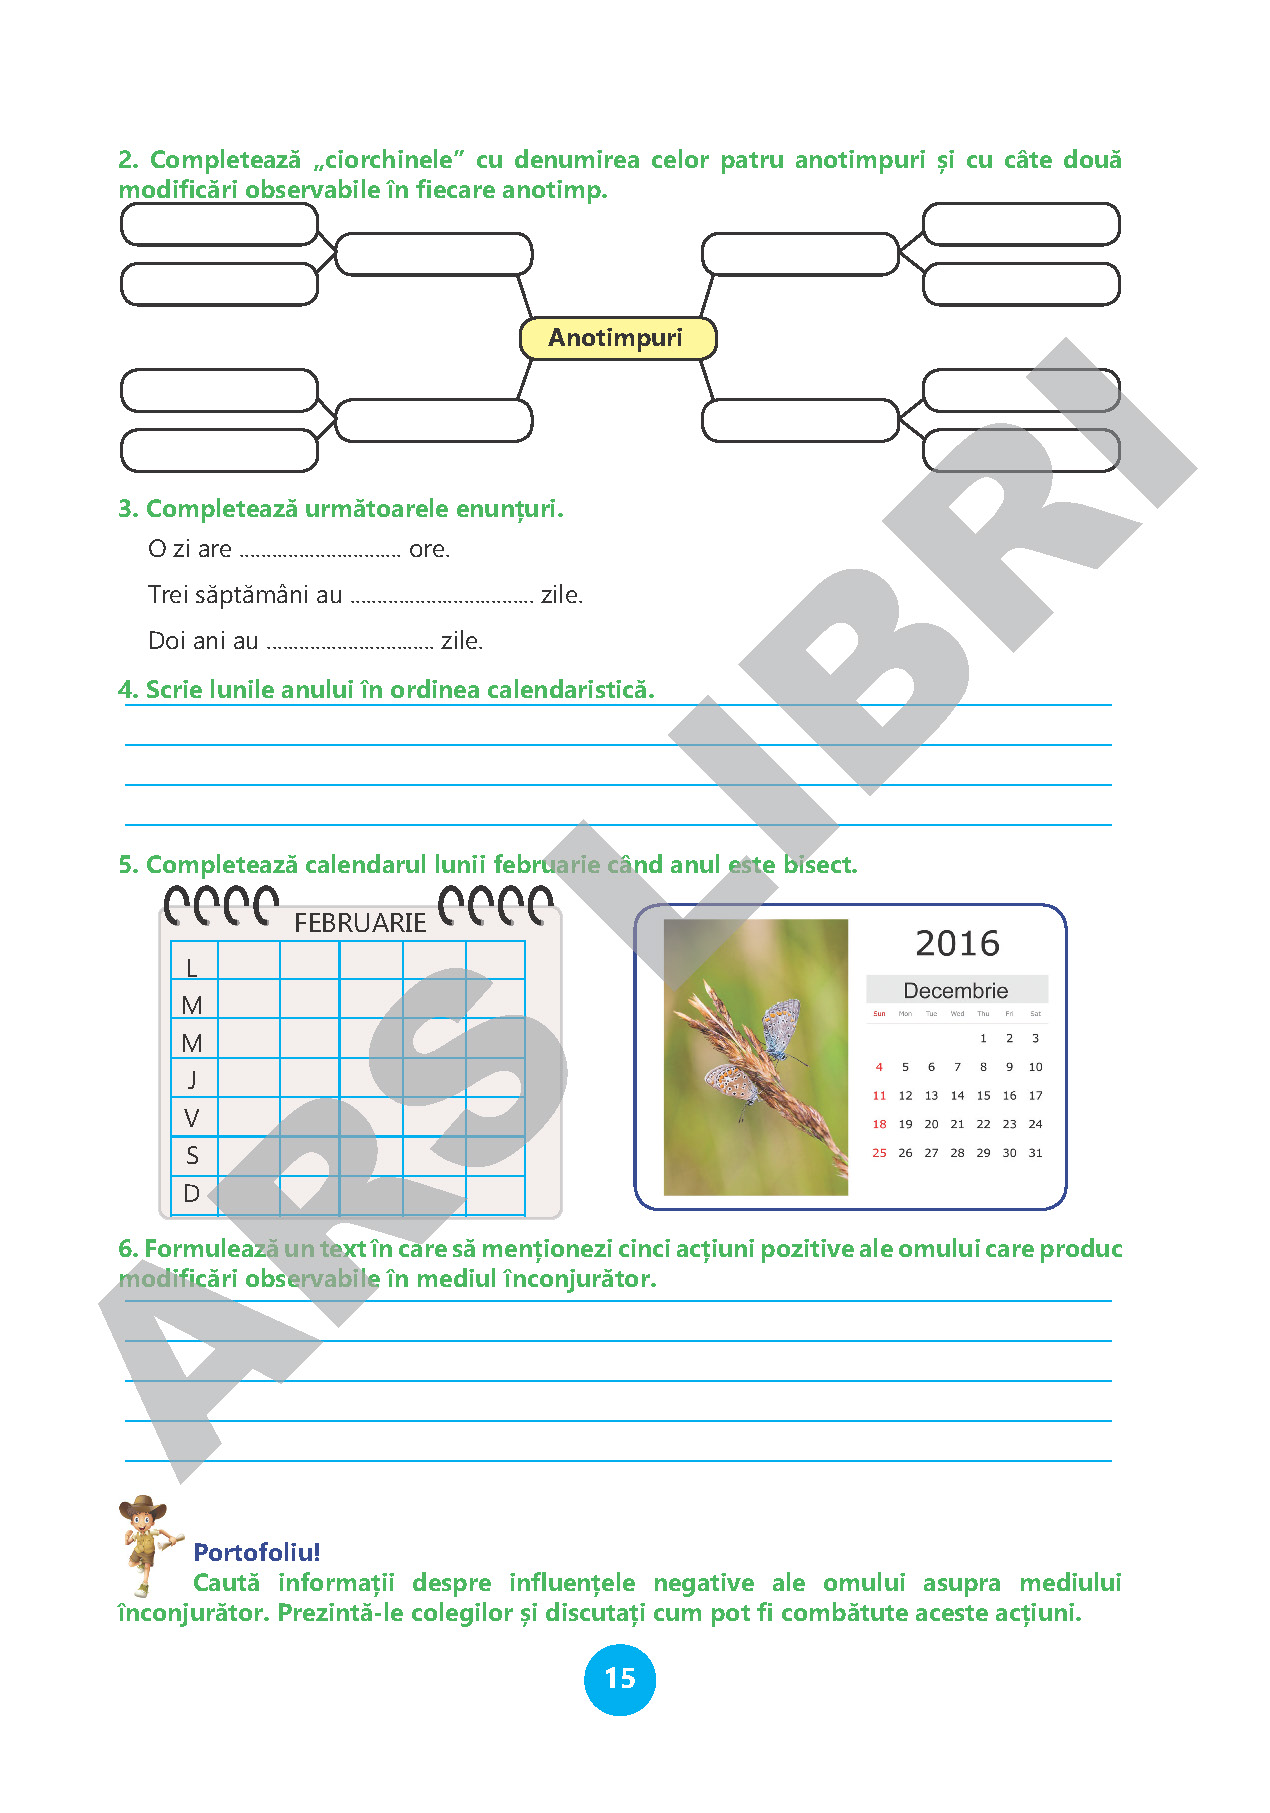 2. Completează „ciorchinele” cu denumirea celor patru anotimpuri și cu câte două
modificări observabile în fiecare anotimp.
Anotimpuri
3. Completează următoarele enunțuri.
O zi are .............................. ore.
Trei săptămâni au .................................. zile.
Doi ani au ............................... zile.
4. Scrie lunile anului în ordinea calendaristică.
5. Completează calendarul lunii februarie când anul este bisect.
FEBRUARIE
L
M
M
J
V
S
D
2016
Decembrie
Sun Mon Tue Wed Thu Fri Sat
1 2 3
4 5 6 7 8 9 10
11 12 13 14 15 16 17
18 19 20 21 22 23 24
25 26 27 28 29 30 31
6. Formulează un text în care să menționezi cinci acțiuni pozitive ale omului care produc
modificări observabile în mediul înconjurător.
Portofoliu!
Caută informații despre influențele negative ale omului asupra mediului
înconjurător. Prezintă-le colegilor și discutați cum pot fi combătute aceste acțiuni.
15
ARS LIBRI